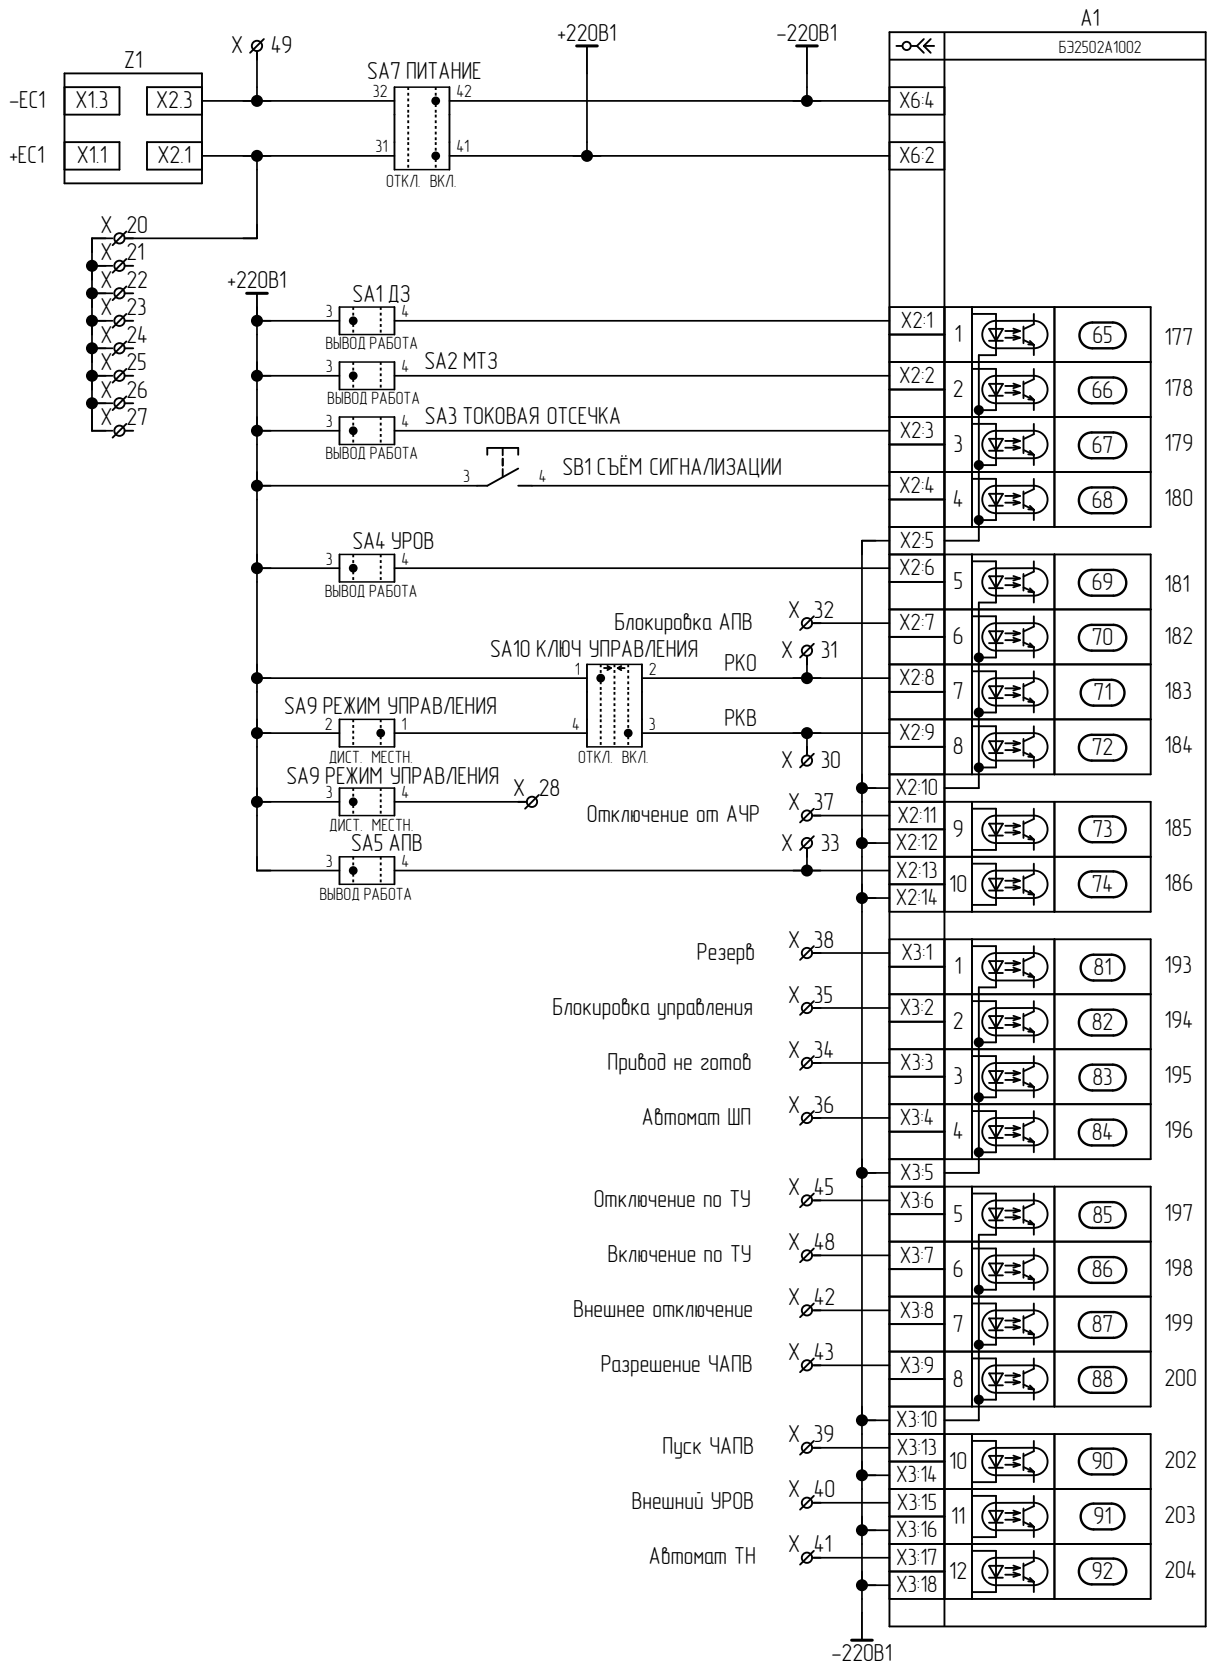 A1
БЭ2502А1002
X 49
+220В1
-220В1
Z1
SA7 ПИТАНИЕ
-ЕС1 X1.3 X2.3 32 42 X6:4
+ЕС1 X1.1 X2.1 31 41 X6:2
ОТКЛ. ВКЛ.
X 20
X 21
X 22
X 23
X 24
X 25
X 26
X 27
+220В1
SA1 ДЗ
3 4 X2:1 1 65 177
ВЫВОД РАБОТА
SA2 МТЗ
3 4 X2:2 2 66 178
ВЫВОД РАБОТА
SA3 ТОКОВАЯ ОТСЕЧКА
3 4 X2:3 3 67 179
ВЫВОД РАБОТА
SB1 СЪЁМ СИГНАЛИЗАЦИИ
3 4 X2:4 4 68 180
X2:5
SA4 УРОВ
3 4 X2:6 5 69 181
ВЫВОД РАБОТА
Блокировка АПВ X 32 X2:7 6 70 182
SA10 КЛЮЧ УПРАВЛЕНИЯ
1 2 РКО X 31 X2:8 7 71 183
SA9 РЕЖИМ УПРАВЛЕНИЯ
2 1 4 3 РКВ X2:9 8 72 184
ДИСТ. МЕСТН. ОТКЛ. ВКЛ. X 30
SA9 РЕЖИМ УПРАВЛЕНИЯ
X2:10
3 4 X 28
ДИСТ. МЕСТН.
Отключение от АЧР X 37 X2:11 9 73 185
X2:12
SA5 АПВ
X 33
3 4 X2:13 10 74 186
ВЫВОД РАБОТА
X2:14
Резерв X 38 X3:1 1 81 193
Блокировка управления X 35 X3:2 2 82 194
Привод не готов X 34 X3:3 3 83 195
Автомат ШП X 36 X3:4 4 84 196
X3:5
Отключение по ТУ X 45 X3:6 5 85 197
Включение по ТУ X 48 X3:7 6 86 198
Внешнее отключение X 42 X3:8 7 87 199
Разрешение ЧАПВ X 43 X3:9 8 88 200
X3:10
Пуск ЧАПВ X 39 X3:13 10 90 202
X3:14
Внешний УРОВ X 40 X3:15 11 91 203
X3:16
Автомат ТН X 41 X3:17 12 92 204
X3:18
-220В1